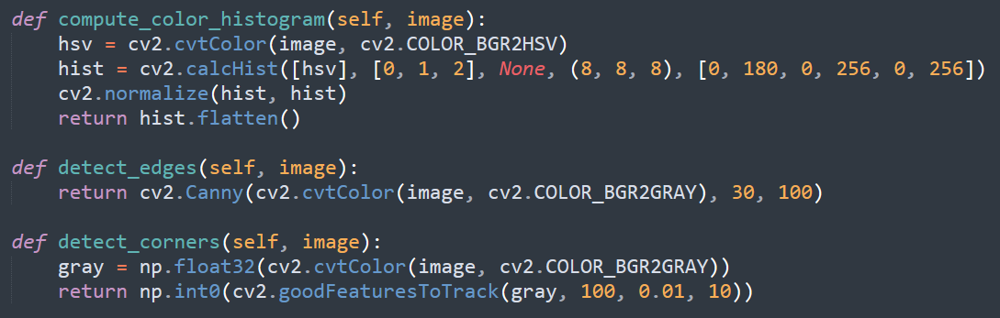 def compute_color_histogram(self, image):
    hsv = cv2.cvtColor(image, cv2.COLOR_BGR2HSV)
    hist = cv2.calcHist([hsv], [0, 1, 2], None, (8, 8, 8), [0, 180, 0, 256, 0, 256])
    cv2.normalize(hist, hist)
    return hist.flatten()

def detect_edges(self, image):
    return cv2.Canny(cv2.cvtColor(image, cv2.COLOR_BGR2GRAY), 30, 100)

def detect_corners(self, image):
    gray = np.float32(cv2.cvtColor(image, cv2.COLOR_BGR2GRAY))
    return np.int0(cv2.goodFeaturesToTrack(gray, 100, 0.01, 10))